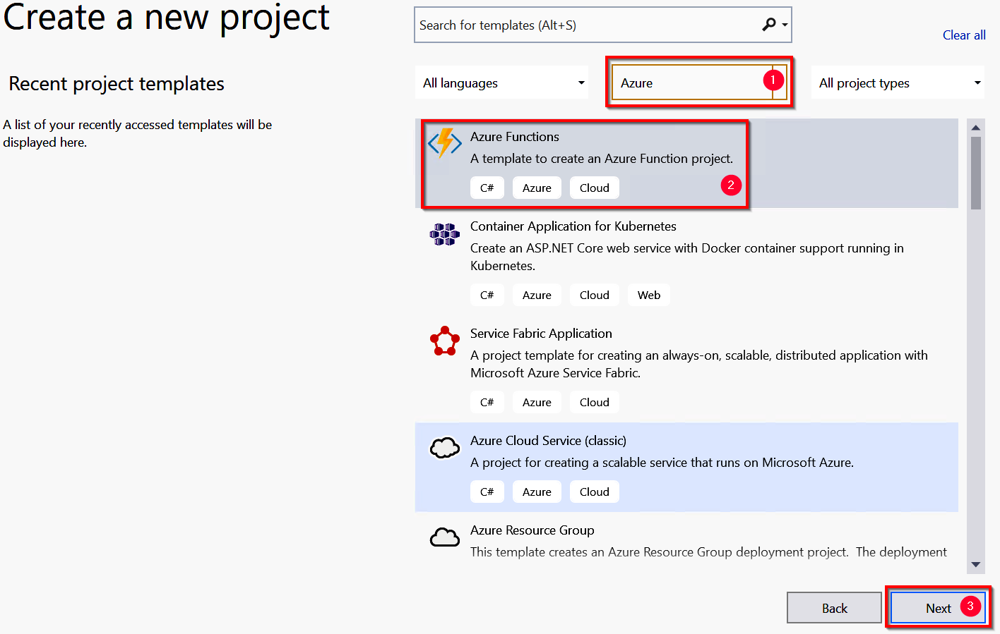 Create a new project
Search for templates (Alt+S)
Clear all
Recent project templates
All languages
Azure
1
All project types
A list of your recently accessed templates will be
displayed here.
Azure Functions
A template to create an Azure Function project.
C#
Azure
Cloud
2
Container Application for Kubernetes
Create an ASP.NET Core web service with Docker container support running in
Kubernetes.
C#
Azure
Cloud
Web
Service Fabric Application
A project template for creating an always-on, scalable, distributed application with
Microsoft Azure Service Fabric.
C#
Azure
Cloud
Azure Cloud Service (classic)
A project for creating a scalable service that runs on Microsoft Azure.
C#
Azure
Cloud
Azure Resource Group
This template creates an Azure Resource Group deployment project.  The deployment
Back
Next
3